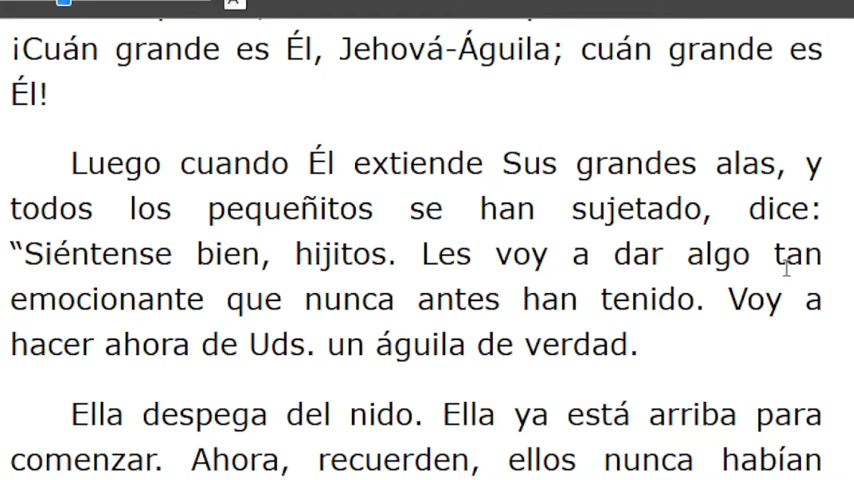 ¡Cuán grande es Él, Jehová-Águila; cuán grande es
Él!
Luego cuando Él extiende Sus grandes alas, y
todos los pequeñitos se han sujetado, dice:
“Siéntense bien, hijitos. Les voy a dar algo tan
emocionante que nunca antes han tenido. Voy a
hacer ahora de Uds. un águila de verdad.
Ella despega del nido. Ella ya está arriba para
comenzar. Ahora, recuerden, ellos nunca habían